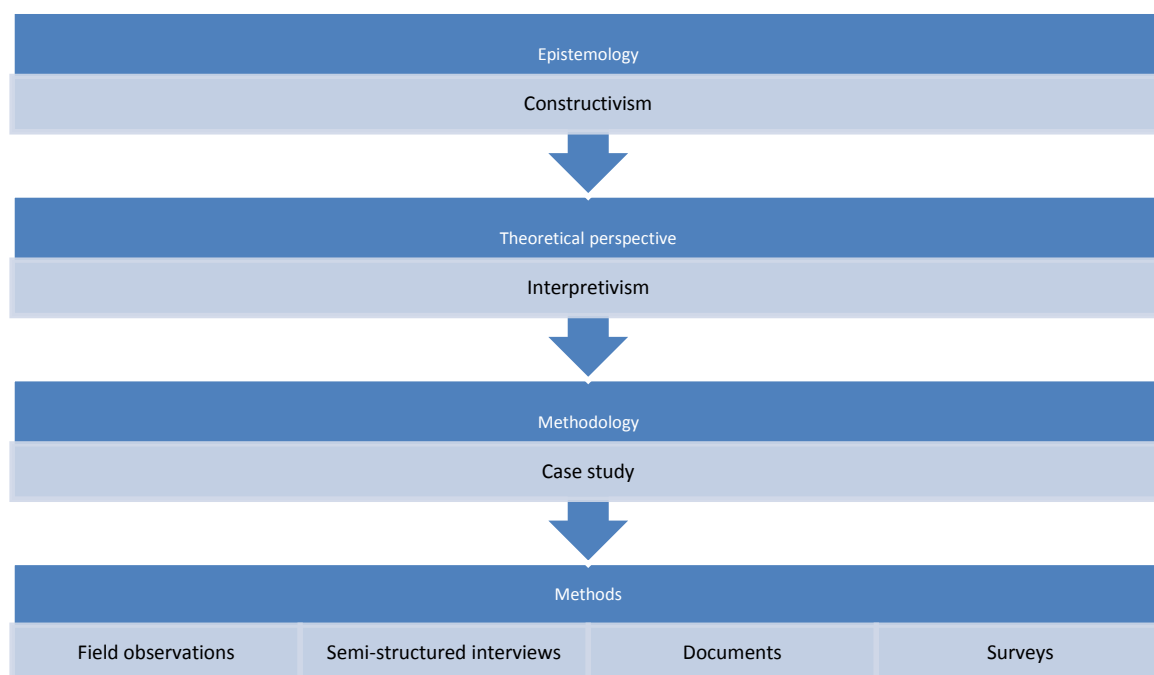 Epistemology
Constructivism
Theoretical perspective
Interpretivism
Methodology
Case study
Methods
Field observations
Semi-structured interviews
Documents
Surveys